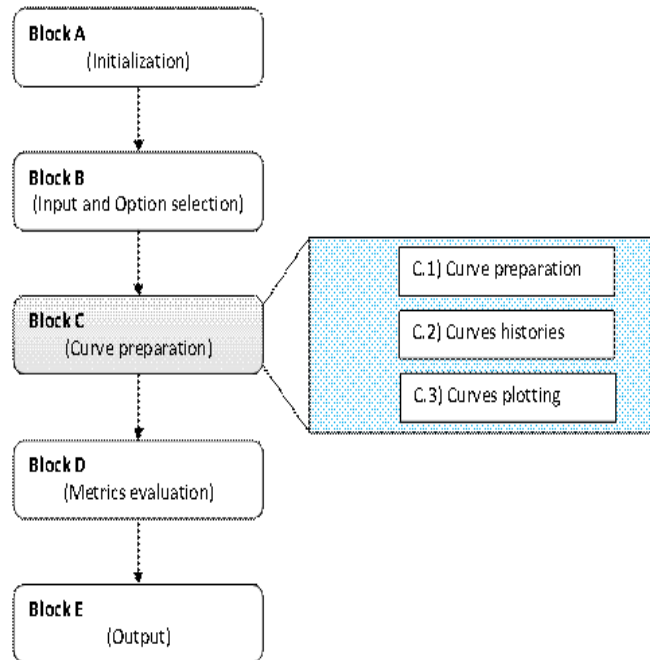 Block A
(Initialization)
Block B
(Input and Option selection)
Block C
(Curve preparation)
C.1) Curve preparation
C.2) Curves histories
C.3) Curves plotting
Block D
(Metrics evaluation)
Block E
(Output)